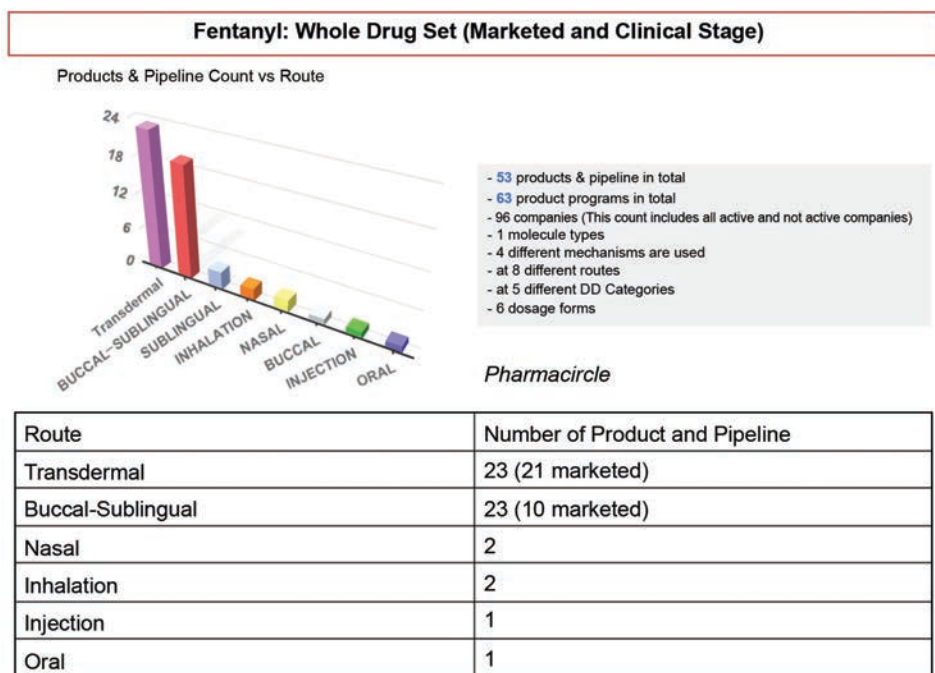 Fentanyl: Whole Drug Set (Marketed and Clinical Stage)
Products & Pipeline Count vs Route
24
18
12
6
0
Transdermal
BUCCAL-SUBLINGUAL
SUBLINGUAL
INHALATION
NASAL
BUCCAL
INJECTION
ORAL
- 53 products & pipeline in total
- 63 product programs in total
- 96 companies (This count includes all active and not active companies)
- 1 molecule types
- 4 different mechanisms are used
- at 8 different routes
- at 5 different DD Categories
- 6 dosage forms
Pharmacircle
Route Number of Product and Pipeline
Transdermal 23 (21 marketed)
Buccal-Sublingual 23 (10 marketed)
Nasal 2
Inhalation 2
Injection 1
Oral 1